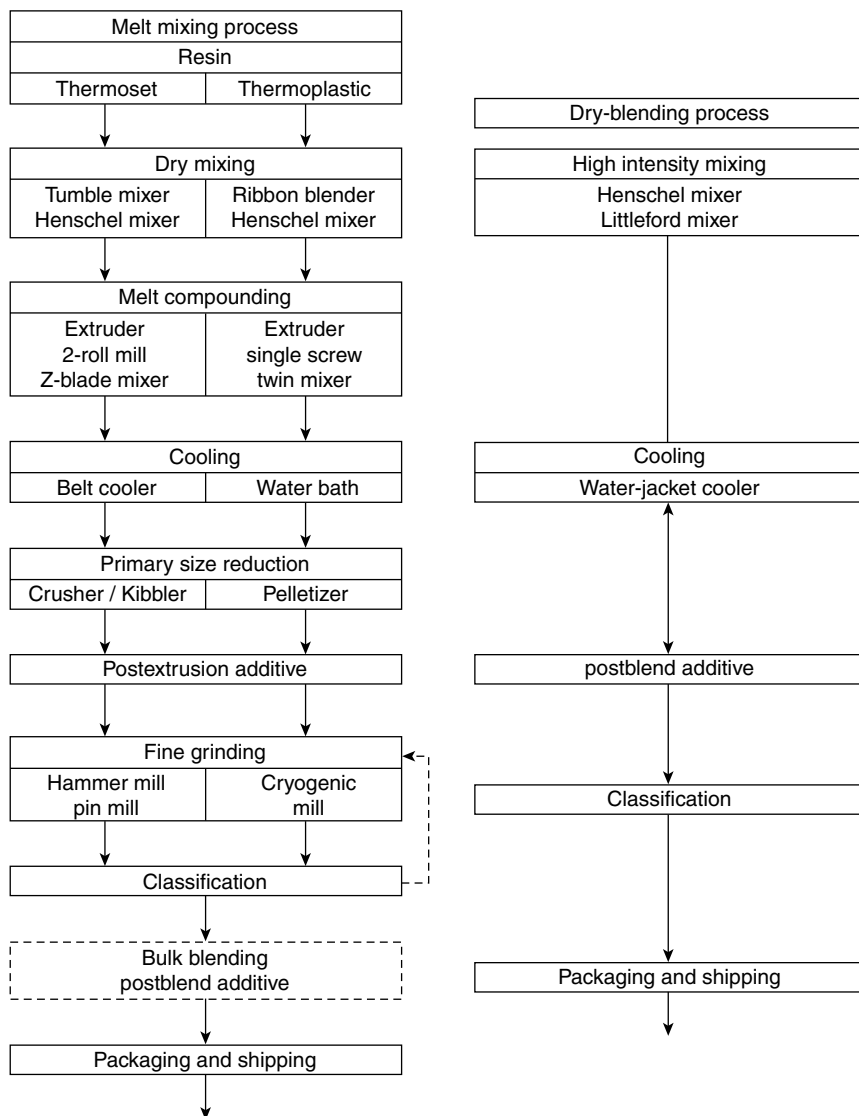 Melt mixing process
Resin
Thermoset
Thermoplastic
Dry mixing
Tumble mixer
Henschel mixer
Ribbon blender
Henschel mixer
Melt compounding
Extruder
2-roll mill
Z-blade mixer
Extruder
single screw
twin mixer
Cooling
Belt cooler
Water bath
Primary size reduction
Crusher / Kibbler
Pelletizer
Postextrusion additive
Fine grinding
Hammer mill
pin mill
Cryogenic
mill
Classification
Bulk blending
postblend additive
Packaging and shipping
Dry-blending process
High intensity mixing
Henschel mixer
Littleford mixer
Cooling
Water-jacket cooler
postblend additive
Classification
Packaging and shipping